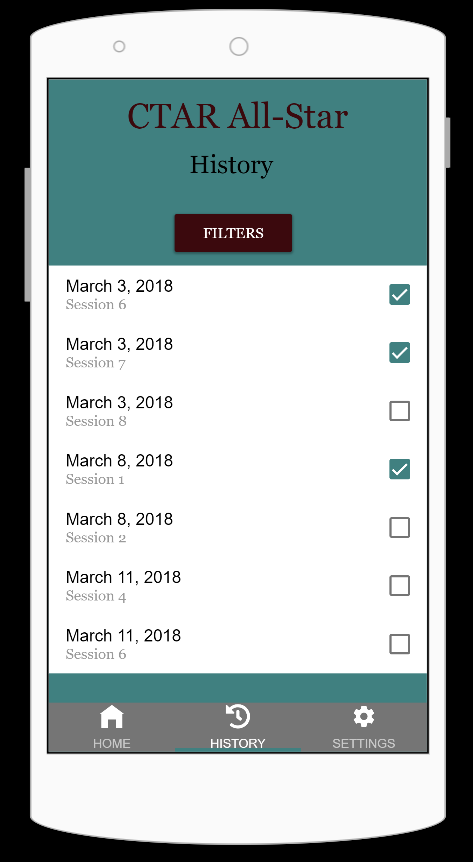 CTAR All-Star
History
FILTERS
March 3, 2018
Session 6
March 3, 2018
Session 7
March 3, 2018
Session 8
March 8, 2018
Session 1
March 8, 2018
Session 2
March 11, 2018
Session 4
March 11, 2018
Session 6
HOME HISTORY SETTINGS